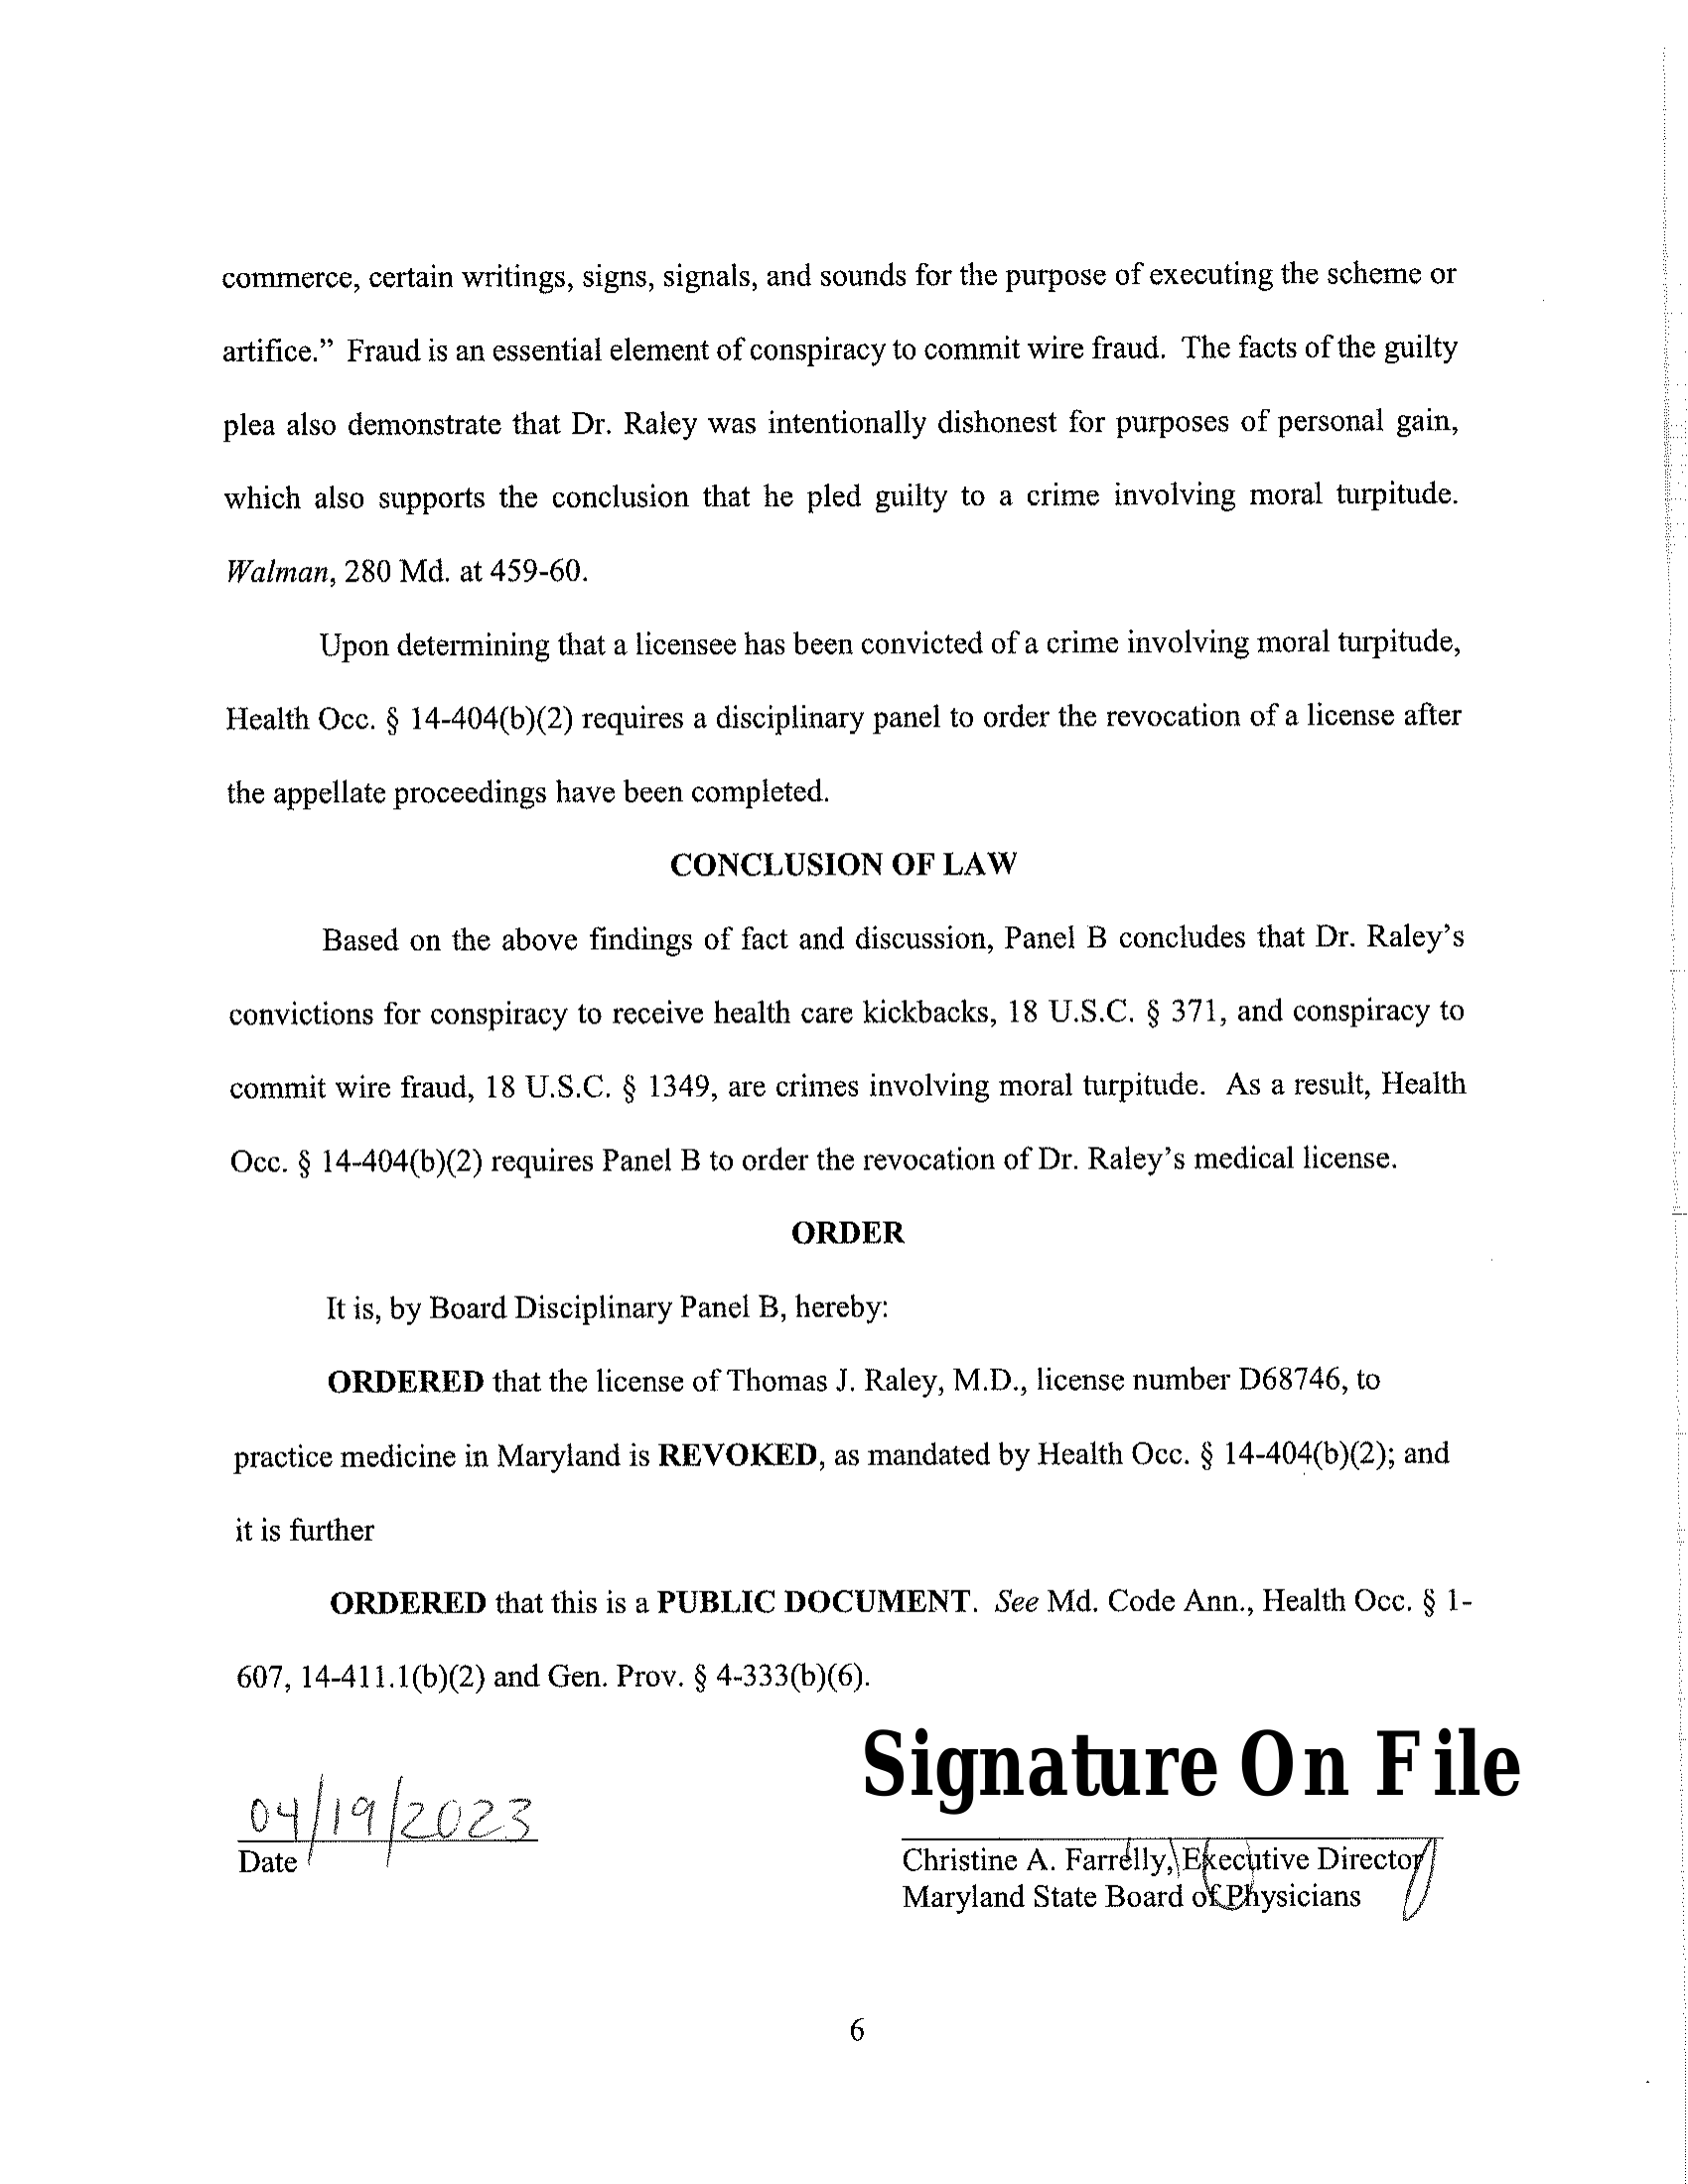 commerce, certain writings, signs, signals, and sounds for the purpose of executing the scheme or
artifice.” Fraud is an essential element of conspiracy to commit wire fraud. The facts of the guilty
plea also demonstrate that Dr. Raley was intentionally dishonest for purposes of personal gain,
which also supports the conclusion that he pled guilty to a crime involving moral turpitude.
Walman, 280 Md. at 459-60.
Upon determining that a licensee has been convicted of a crime involving moral turpitude,
Health Occ. § 14-404(b)(2) requires a disciplinary panel to order the revocation of a license after
the appellate proceedings have been completed.
CONCLUSION OF LAW
Based on the above findings of fact and discussion, Panel B concludes that Dr. Raley’s
convictions for conspiracy to receive health care kickbacks, 18 U.S.C. § 371, and conspiracy to
commit wire fraud, 18 U.S.C. § 1349, are crimes involving moral turpitude. As a result, Health
Occ. § 14-404(b)(2) requires Panel B to order the revocation of Dr. Raley’s medical license.
ORDER
It is, by Board Disciplinary Panel B, hereby:
ORDERED that the license of Thomas J. Raley, M.D., license number D68746, to
practice medicine in Maryland is REVOKED, as mandated by Health Occ. § 14-404(b)(2); and
it is further
ORDERED that this is a PUBLIC DOCUMENT. See Md. Code Ann., Health Occ. § 1-
607, 14-411.1(b)(2) and Gen. Prov. § 4-333(b)(6).
Signature On File
04/19/2023
Date
Christine A. Farrelly, Executive Director
Maryland State Board of Physicians
6